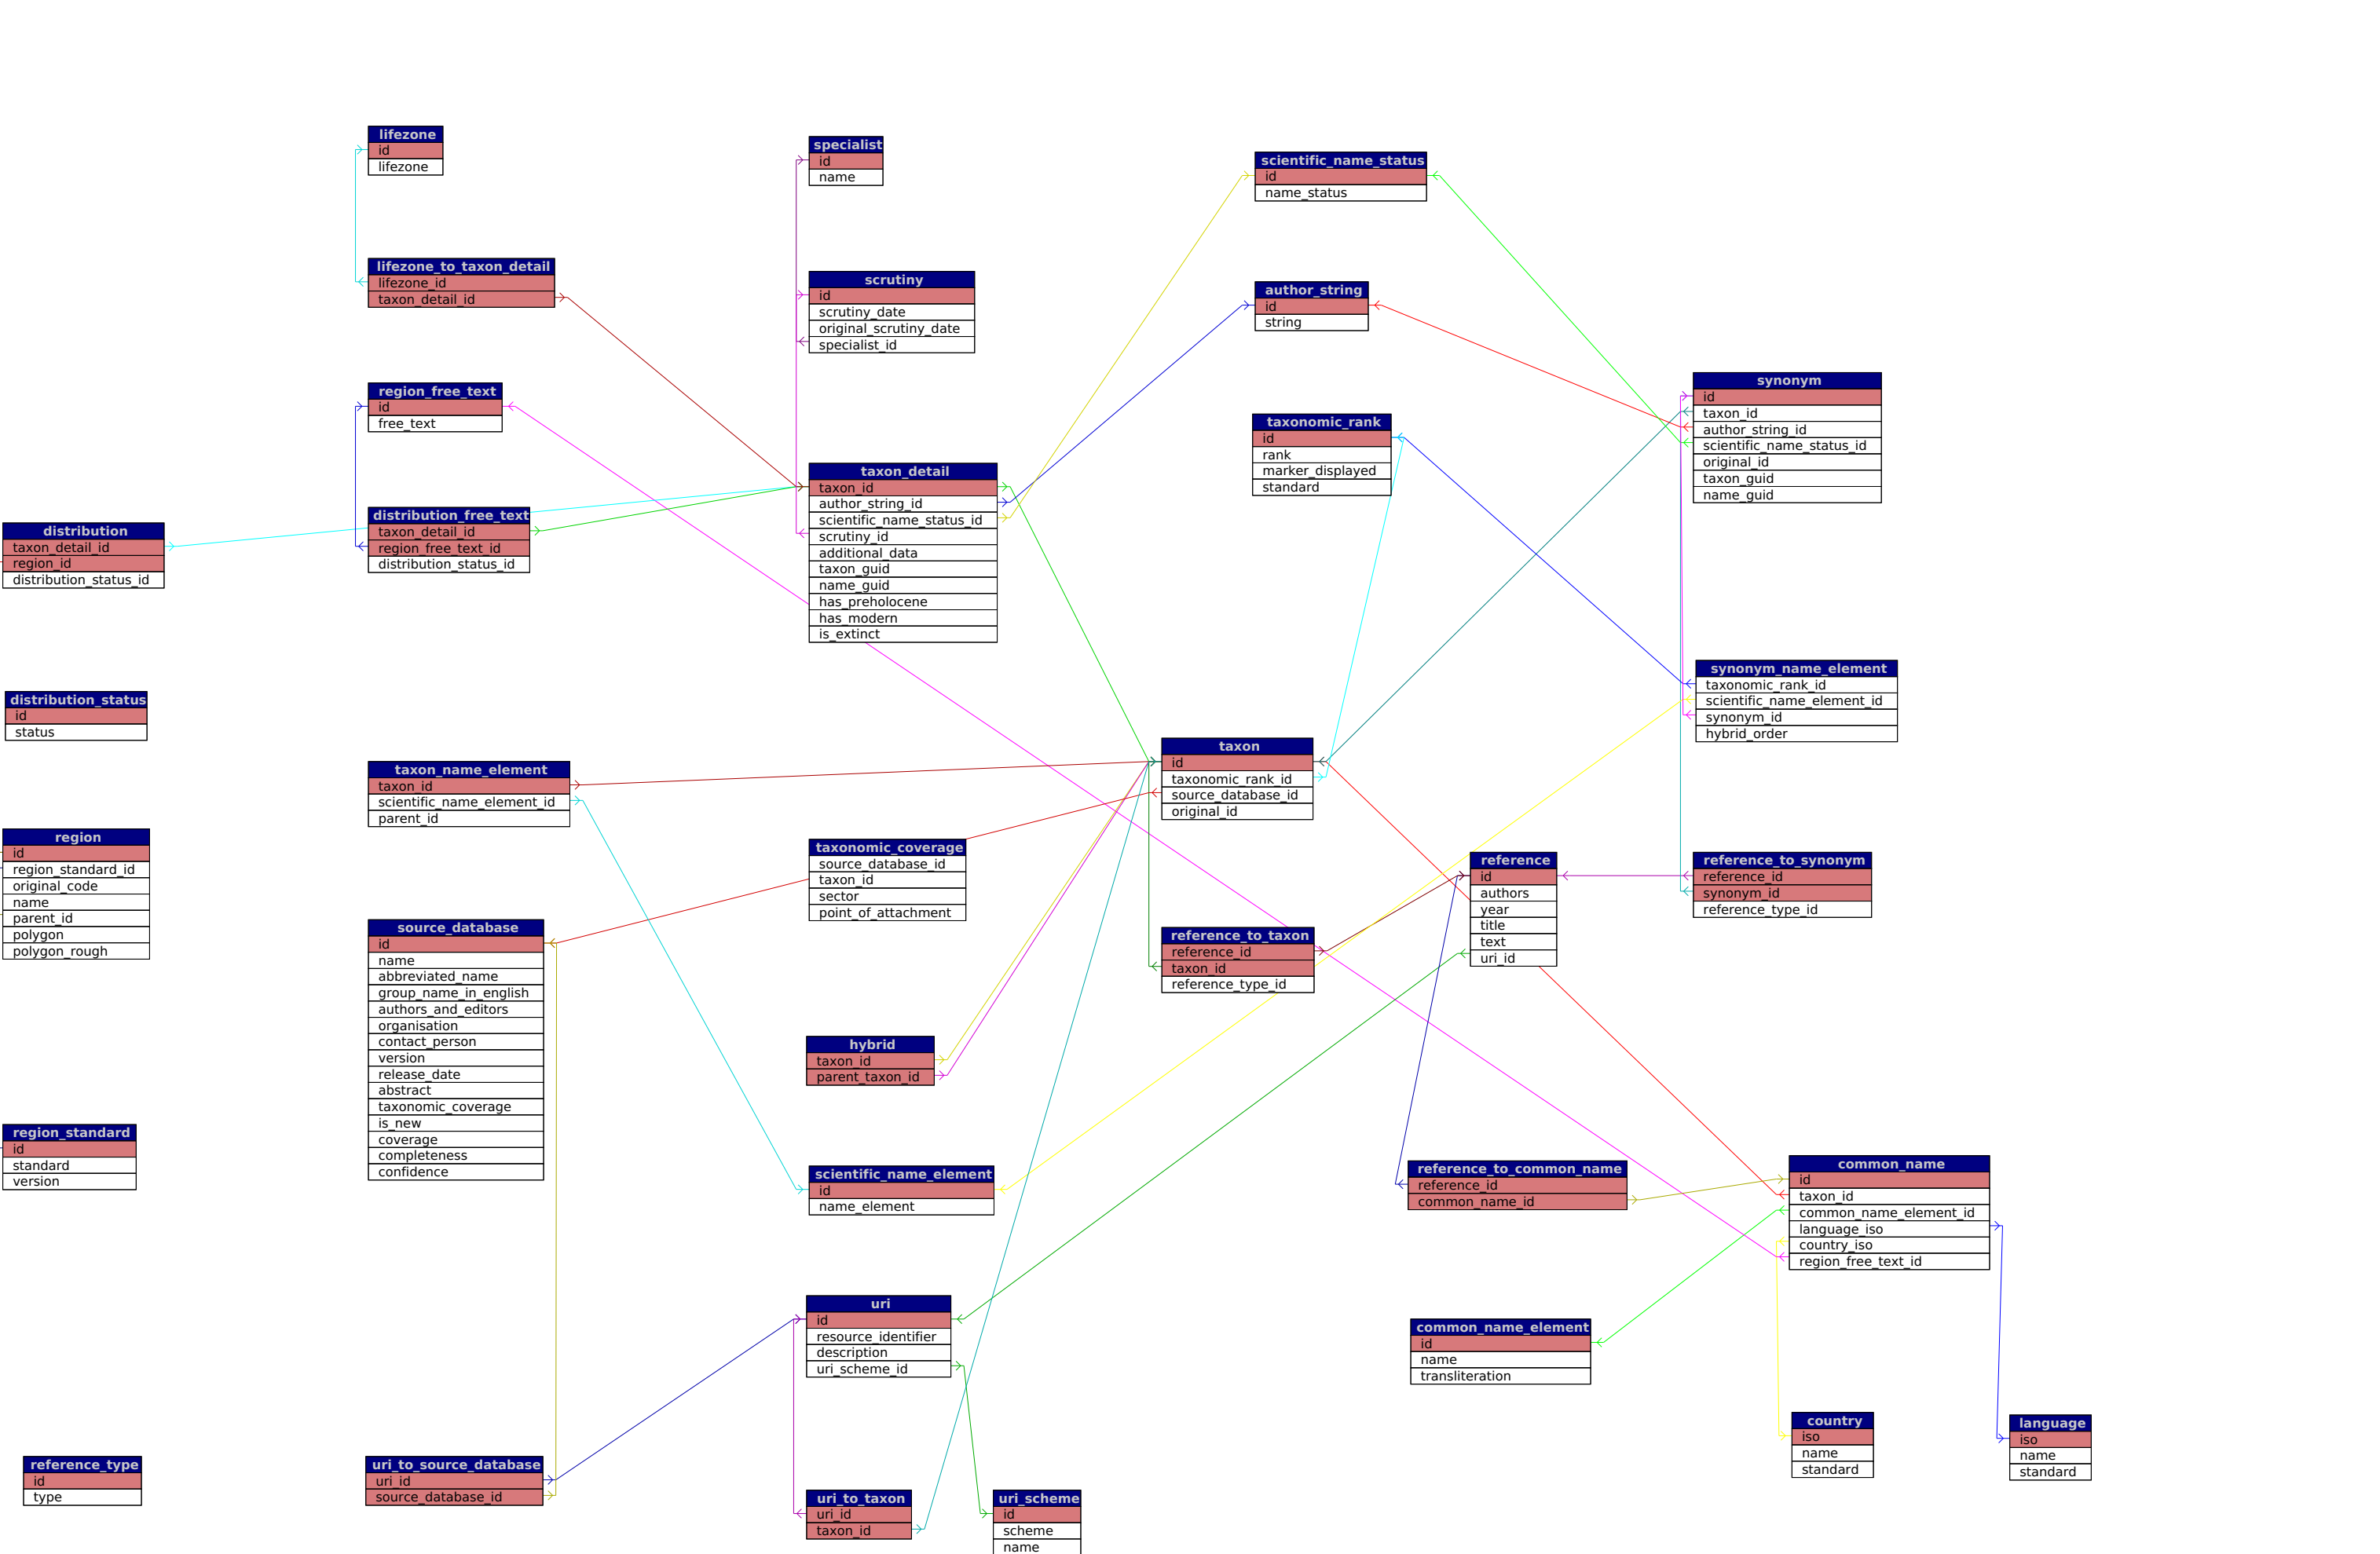 lifezone
id
lifezone
lifezone_to_taxon_detail
lifezone_id
taxon_detail_id
region_free_text
id
free_text
distribution_free_text
taxon_detail_id
region_free_text_id
distribution_status_id
distribution
taxon_detail_id
region_id
distribution_status_id
distribution_status
id
status
region
id
region_standard_id
original_code
name
parent_id
polygon
polygon_rough
region_standard
id
standard
version
reference_type
id
type
taxon_name_element
taxon_id
scientific_name_element_id
parent_id
source_database
id
name
abbreviated_name
group_name_in_english
authors_and_editors
organisation
contact_person
version
release_date
abstract
taxonomic_coverage
is_new
coverage
completeness
confidence
uri_to_source_database
uri_id
source_database_id
specialist
id
name
scrutiny
id
scrutiny_date
original_scrutiny_date
specialist_id
taxon_detail
taxon_id
author_string_id
scientific_name_status_id
scrutiny_id
additional_data
taxon_guid
name_guid
has_preholocene
has_modern
is_extinct
taxonomic_coverage
source_database_id
taxon_id
sector
point_of_attachment
hybrid
taxon_id
parent_taxon_id
scientific_name_element
id
name_element
uri
id
resource_identifier
description
uri_scheme_id
uri_to_taxon
uri_id
taxon_id
uri_scheme
id
scheme
name
scientific_name_status
id
name_status
author_string
id
string
taxonomic_rank
id
rank
marker_displayed
standard
taxon
id
taxonomic_rank_id
source_database_id
original_id
reference_to_taxon
reference_id
taxon_id
reference_type_id
reference
id
authors
year
title
text
uri_id
reference_to_common_name
reference_id
common_name_id
common_name_element
id
name
transliteration
synonym
id
taxon_id
author_string_id
scientific_name_status_id
original_id
taxon_guid
name_guid
synonym_name_element
taxonomic_rank_id
scientific_name_element_id
synonym_id
hybrid_order
reference_to_synonym
reference_id
synonym_id
reference_type_id
common_name
id
taxon_id
common_name_element_id
language_iso
country_iso
region_free_text_id
country
iso
name
standard
language
iso
name
standard